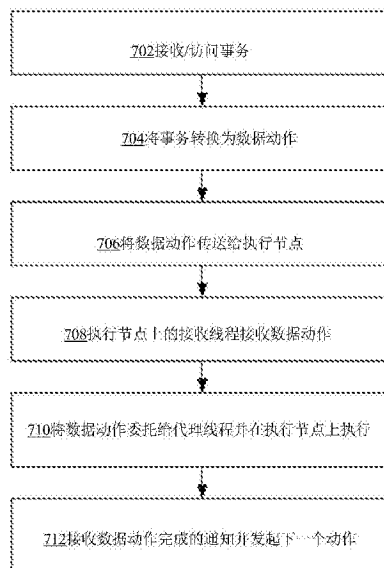 702接收/访问事务
704将事务转换为数据动作
706将数据动作传送给执行节点
708执行节点上的接收线程接收数据动作
710将数据动作委托给代理线程并在执行节点上执行
712接收数据动作完成的通知并发起下一个动作